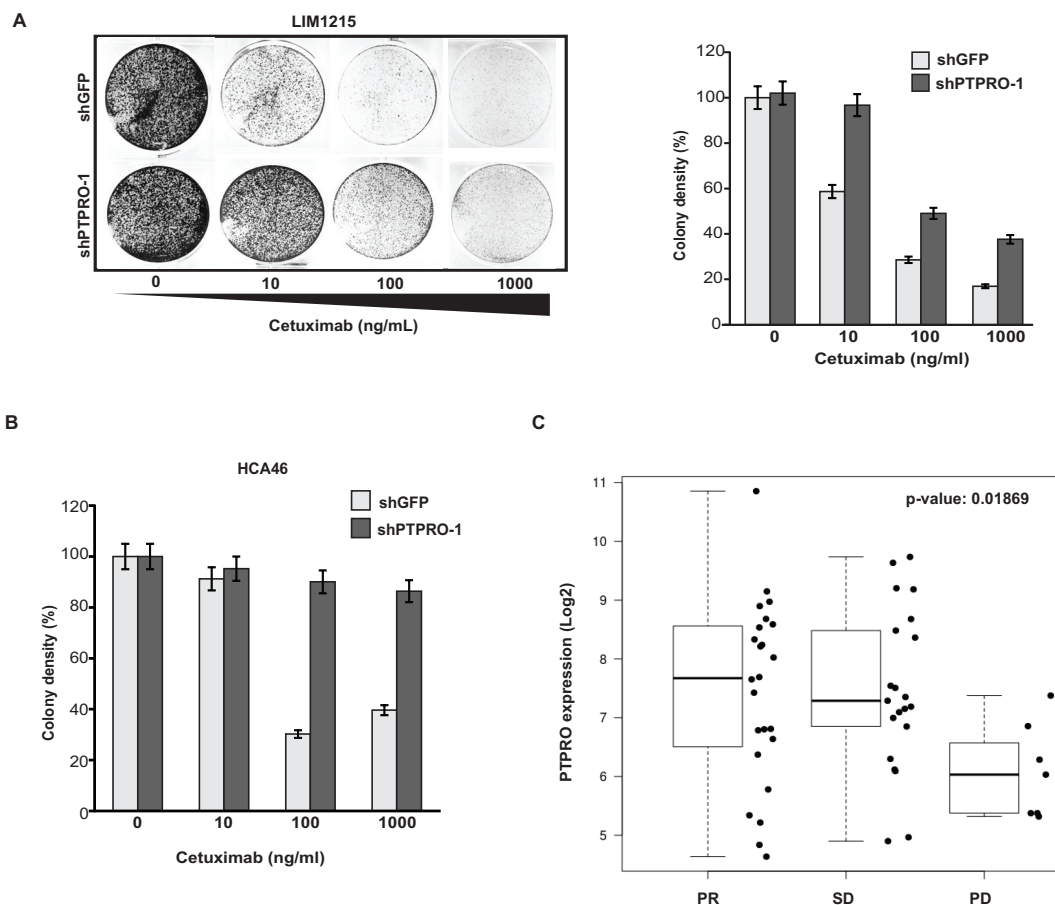 A
LIM1215
shGFP
shPTPRO-1
0 10 100 1000
Cetuximab (ng/mL)
120
100
80
60
40
20
0
Colony density (%)
shGFP
shPTPRO-1
0 10 100 1000
Cetuximab (ng/ml)
B
HCA46
120
100
80
60
40
20
0
Colony density (%)
shGFP
shPTPRO-1
0 10 100 1000
Cetuximab (ng/ml)
C
p-value: 0.01869
11
10
9
8
7
6
5
PTPRO expression (Log2)
PR SD PD